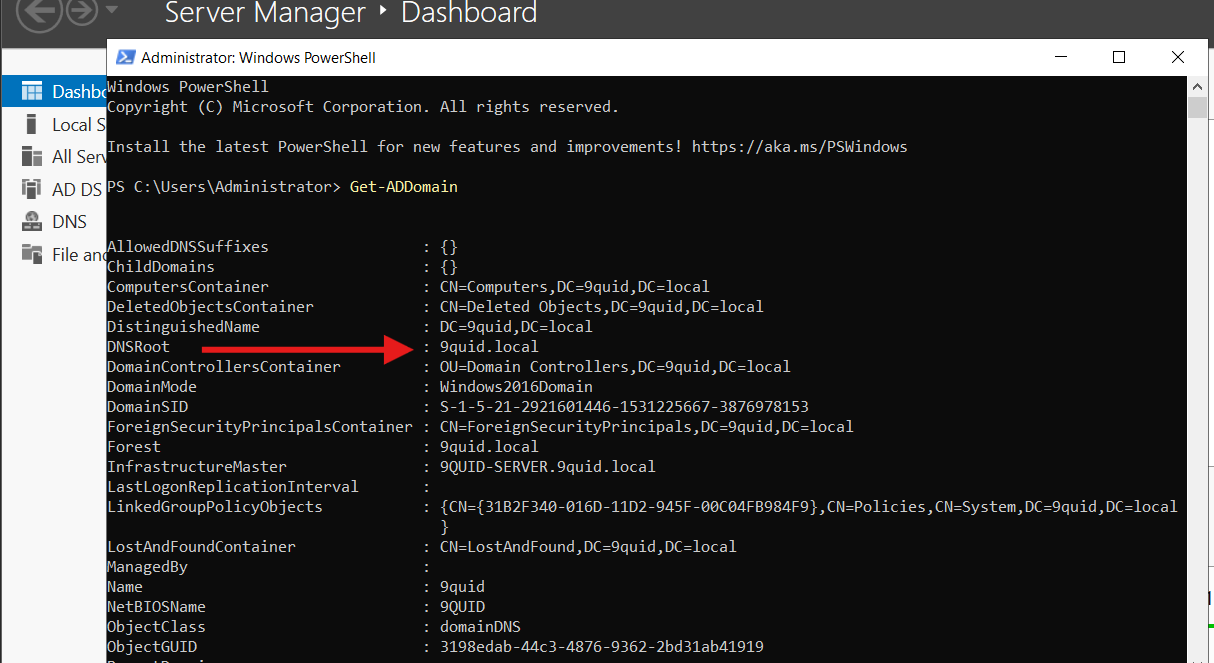 Server Manager ‣ Dashboard
Administrator: Windows PowerShell
Dashbo
Local S
All Serv
AD DS
DNS
File and
Windows PowerShell
Copyright (C) Microsoft Corporation. All rights reserved.
Install the latest PowerShell for new features and improvements! https://aka.ms/PSWindows
PS C:\Users\Administrator> Get-ADDomain
AllowedDNSSuffixes : {}
ChildDomains : {}
ComputersContainer : CN=Computers,DC=9quid,DC=local
DeletedObjectsContainer : CN=Deleted Objects,DC=9quid,DC=local
DistinguishedName : DC=9quid,DC=local
DNSRoot : 9quid.local
DomainControllersContainer : OU=Domain Controllers,DC=9quid,DC=local
DomainMode : Windows2016Domain
DomainSID : S-1-5-21-2921601446-1531225667-3876978153
ForeignSecurityPrincipalsContainer : CN=ForeignSecurityPrincipals,DC=9quid,DC=local
Forest : 9quid.local
InfrastructureMaster : 9QUID-SERVER.9quid.local
LastLogonReplicationInterval :
LinkedGroupPolicyObjects : {CN={31B2F340-016D-11D2-945F-00C04FB984F9},CN=Policies,CN=System,DC=9quid,DC=local
}
LostAndFoundContainer : CN=LostAndFound,DC=9quid,DC=local
ManagedBy :
Name : 9quid
NetBIOSName : 9QUID
ObjectClass : domainDNS
ObjectGUID : 3198edab-44c3-4876-9362-2bd31ab41919